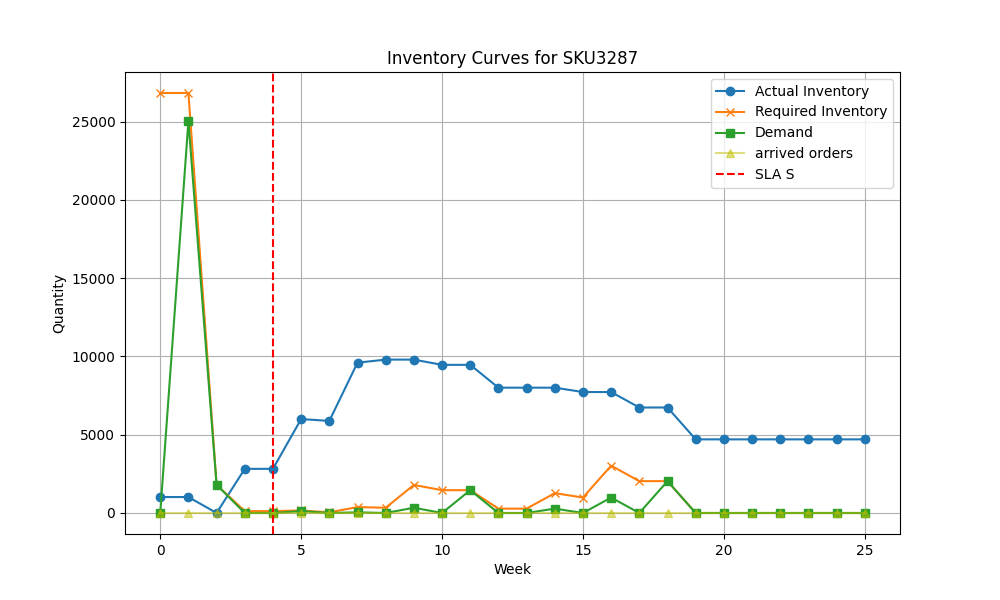 Inventory Curves for SKU3287
Actual Inventory
Required Inventory
Demand
arrived orders
SLA S
Quantity
25000
20000
15000
10000
5000
0
0 5 10 15 20 25
Week